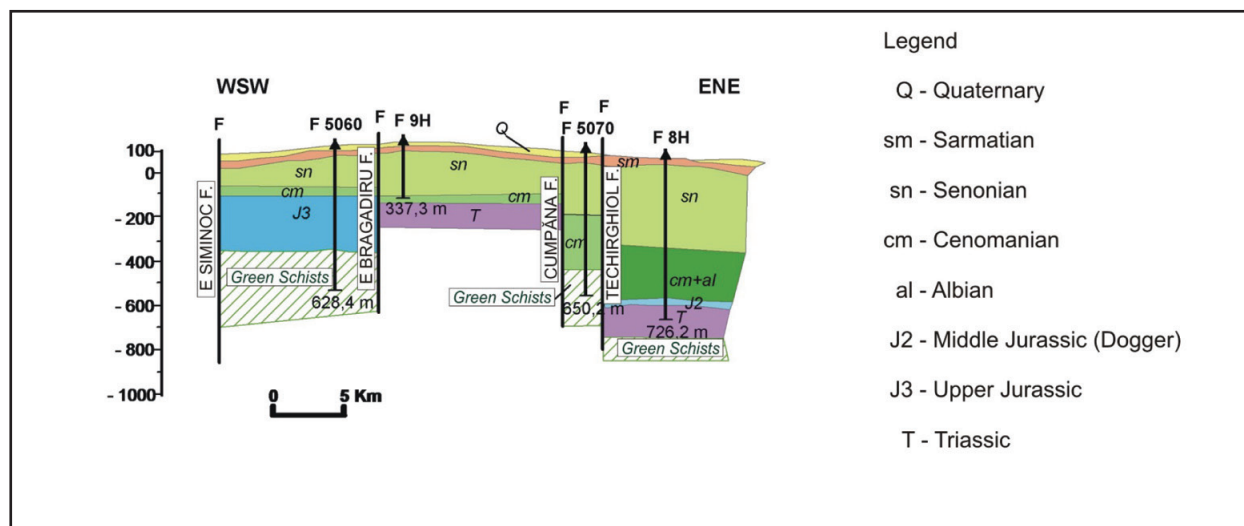 Legend
Q - Quaternary
sm - Sarmatian
sn - Senonian
cm - Cenomanian
al - Albian
J2 - Middle Jurassic (Dogger)
J3 - Upper Jurassic
T - Triassic
WSW
ENE
F
F 5060
F
F 9H
Q
F
F
F 5070
F 8H
100
0
- 200
- 400
- 600
- 800
- 1000
E SIMINOC F.
E BRAGADIRU F.
CUMPĂNA F.
TECHIRGHIOL F.
sn
cm
J3
Green Schists
628,4 m
sn
cm
337,3 m
T
cm
Green Schists
650,2 m
sm
sn
cm+al
J2
T
726,2 m
Green Schists
0
5 Km